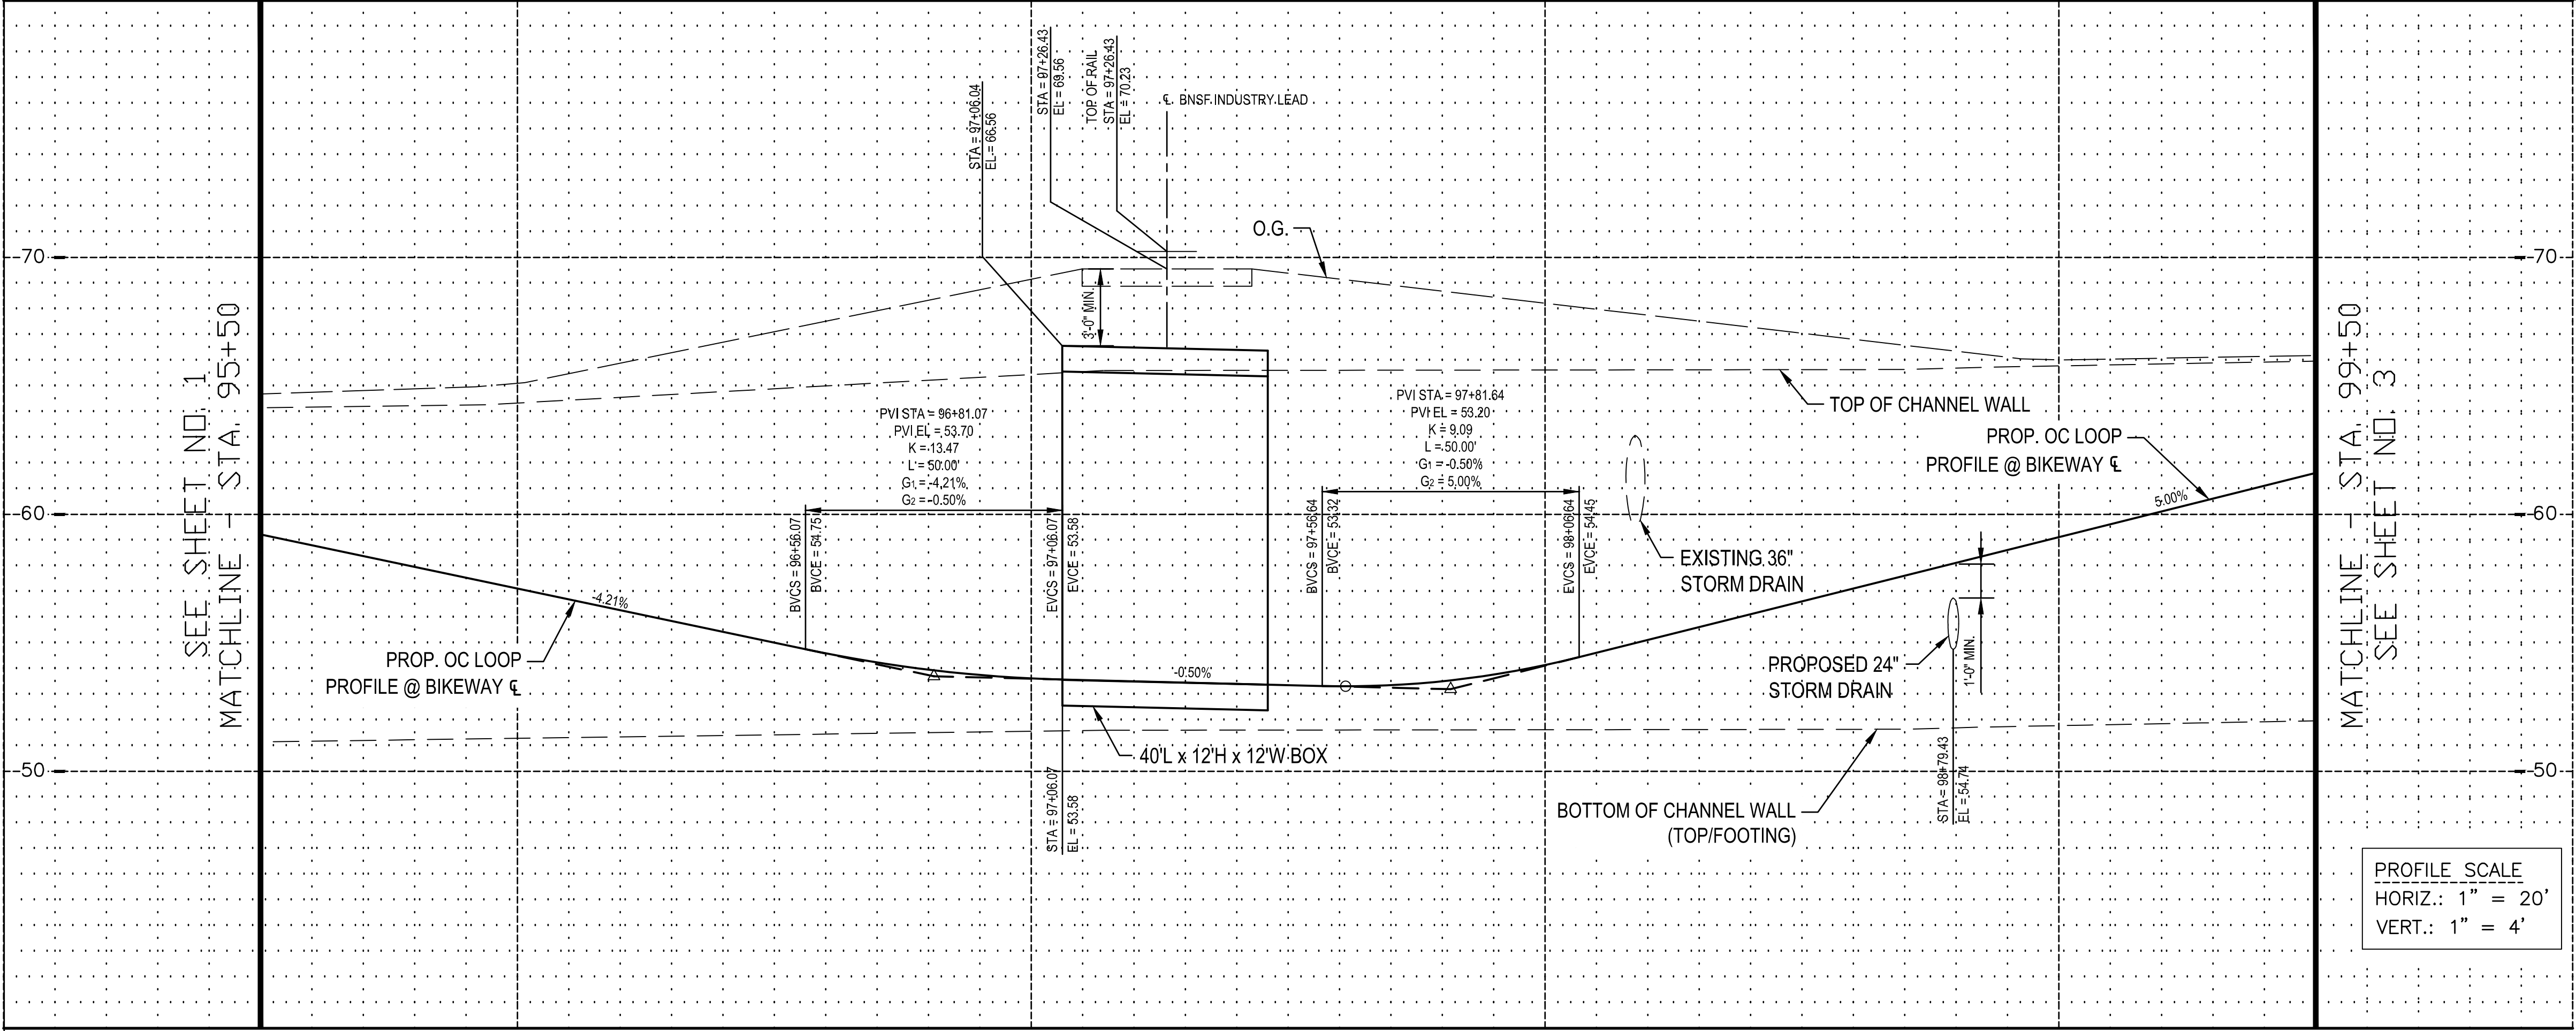 STA = 97+06.04
EL = 66.56
STA = 97+26.43
EL = 69.56
TOP OF RAIL
STA = 97+26.43
EL = 70.23
℄ BNSF INDUSTRY LEAD
O.G.
70
70
3'-0" MIN.
SEE SHEET NO. 1
MATCHLINE - STA. 95+50
MATCHLINE - STA. 99+50
SEE SHEET NO. 3
TOP OF CHANNEL WALL
PVI STA = 96+81.07
PVI EL = 53.70
K = 13.47
L = 50.00'
G1 = -4.21%
G2 = -0.50%
PVI STA = 97+81.64
PVI EL = 53.20
K = 9.09
L = 50.00'
G1 = -0.50%
G2 = 5.00%
PROP. OC LOOP
PROFILE @ BIKEWAY ℄
5.00%
60
60
BVCS = 96+56.07
BVCE = 54.75
EVCS = 97+06.07
EVCE = 53.58
BVCS = 97+56.64
BVCE = 53.32
EVCS = 98+06.64
EVCE = 54.45
EXISTING 36"
STORM DRAIN
-4.21%
PROP. OC LOOP
PROFILE @ BIKEWAY ℄
-0.50%
PROPOSED 24"
STORM DRAIN
1'-0" MIN.
40'L x 12'H x 12'W BOX
50
50
STA = 97+06.07
EL = 53.58
STA = 98+79.43
EL = 54.74
BOTTOM OF CHANNEL WALL
(TOP/FOOTING)
PROFILE SCALE
HORIZ.: 1" = 20'
VERT.: 1" = 4'